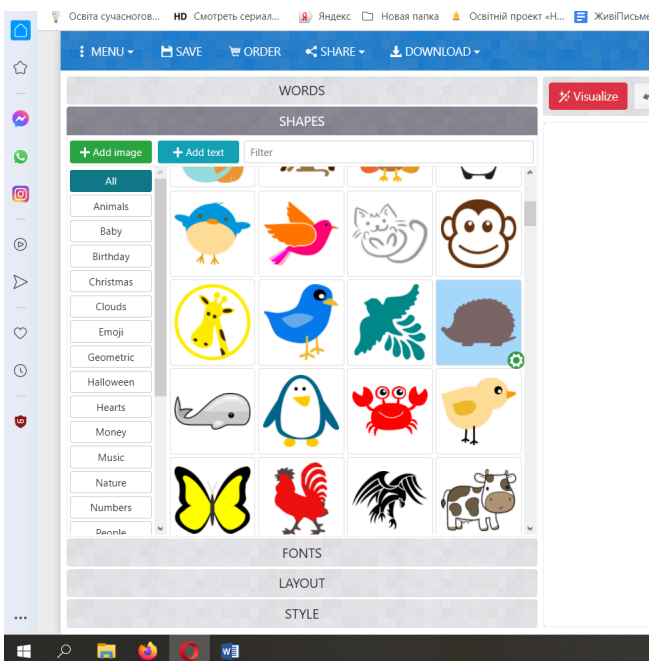 Освіта сучасногов... HD Смотреть сериал... Яндекс Новая папка Освітній проект «Н... ЖивіПисьме
MENU SAVE ORDER SHARE DOWNLOAD
WORDS
Visualize
SHAPES
Add image Add text Filter
All
Animals
Baby
Birthday
Christmas
Clouds
Emoji
Geometric
Halloween
Hearts
Money
Music
Nature
Numbers
People
FONTS
LAYOUT
STYLE